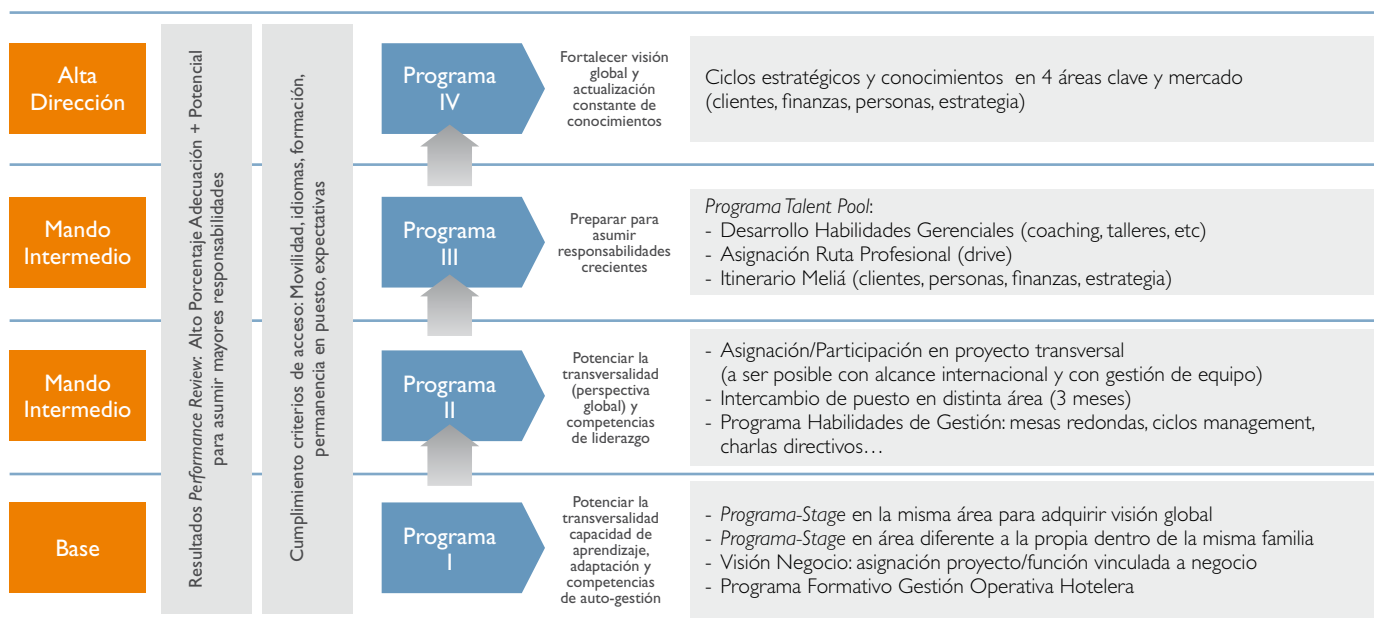 Alta
Dirección
Mando
Intermedio
Mando
Intermedio
Base
Resultados Performance Review: Alto Porcentaje Adecuación + Potencial
para asumir mayores responsabilidades
Cumplimiento criterios de acceso: Movilidad, idiomas, formación,
permanencia en puesto, expectativas
Programa
IV
Fortalecer visión
global y
actualización
constante de
conocimientos
Ciclos estratégicos y conocimientos en 4 áreas clave y mercado
(clientes, finanzas, personas, estrategia)
Programa
III
Preparar para
asumir
responsabilidades
crecientes
Programa Talent Pool:
- Desarrollo Habilidades Gerenciales (coaching, talleres, etc)
- Asignación Ruta Profesional (drive)
- Itinerario Meliá (clientes, personas, finanzas, estrategia)
Programa
II
Potenciar la
transversalidad
(perspectiva
global) y
competencias
de liderazgo
- Asignación/Participación en proyecto transversal
(a ser posible con alcance internacional y con gestión de equipo)
- Intercambio de puesto en distinta área (3 meses)
- Programa Habilidades de Gestión: mesas redondas, ciclos management,
charlas directivos…
Programa
I
Potenciar la
transversalidad
capacidad de
aprendizaje,
adaptación y
competencias
de auto-gestión
- Programa-Stage en la misma área para adquirir visión global
- Programa-Stage en área diferente a la propia dentro de la misma familia
- Visión Negocio: asignación proyecto/función vinculada a negocio
- Programa Formativo Gestión Operativa Hotelera